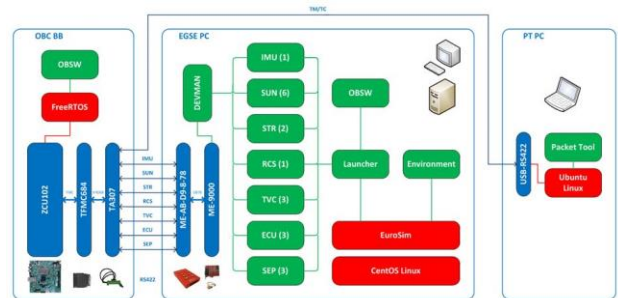 TM/TC
OBC BB
EGSE PC
PT PC
OBSW
FreeRTOS
ZCU102
TFMC684
TA307
IMU
SUN
STR
RCS
TVC
ECU
SEP
RS422
ME-AB-D9-8-78
ME-9000
DEVMAN
IMU (1)
SUN (6)
STR (2)
RCS (1)
TVC (3)
ECU (3)
SEP (3)
OBSW
Launcher
Environment
EuroSim
CentOS Linux
USB-RS422
Packet Tool
Ubuntu
Linux